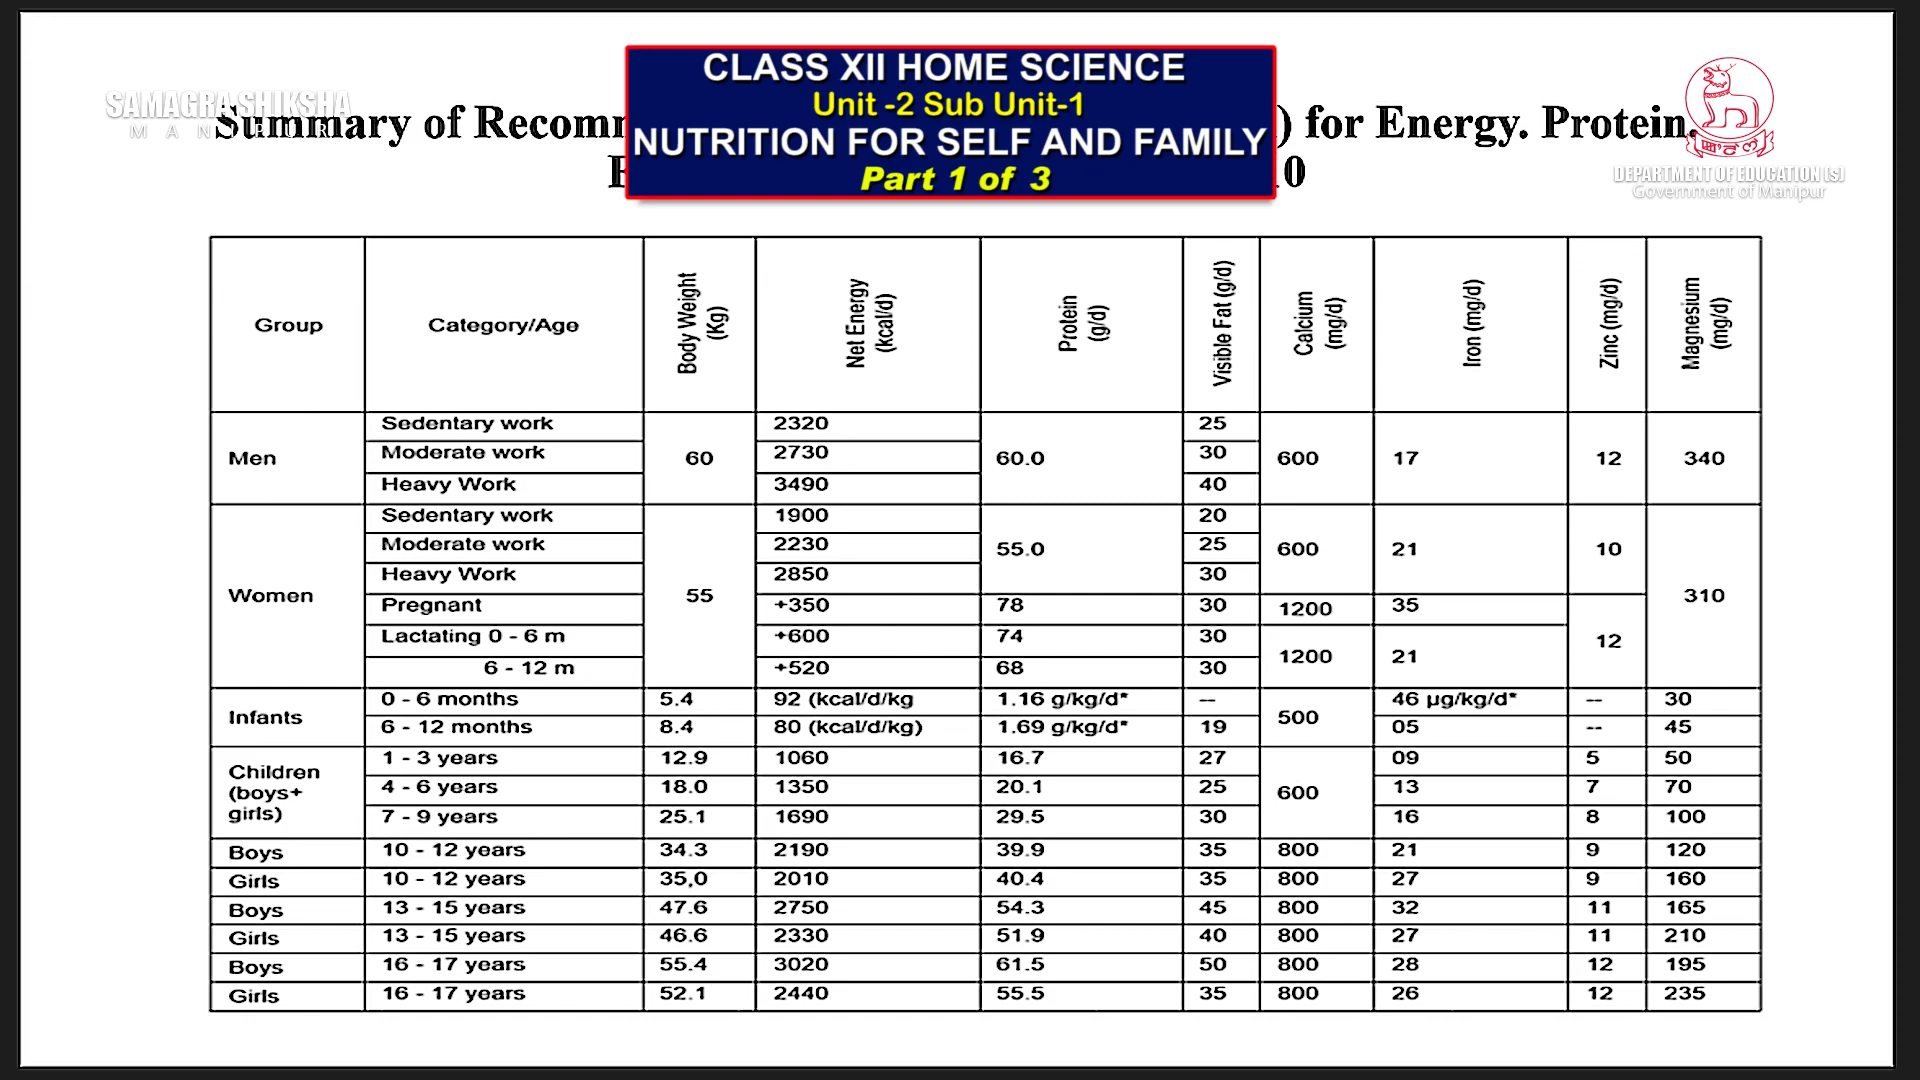 CLASS XII HOME SCIENCE
Unit -2 Sub Unit-1
NUTRITION FOR SELF AND FAMILY
Part 1 of 3
SAMAGRA SHIKSHA
MANIPUR
DEPARTMENT OF EDUCATION (S)
Government of Manipur
Summary of ) for Energy. Protein.
Group Category/Age Body Weight (Kg) Net Energy (kcal/d) Protein (g/d) Visible Fat (g/d) Calcium (mg/d) Iron (mg/d) Zinc (mg/d) Magnesium (mg/d)
Men Sedentary work 60 2320 60.0 25 600 17 12 340
Moderate work 2730 30
Heavy Work 3490 40
Women Sedentary work 55 1900 55.0 20 600 21 10 310
Moderate work 2230 25
Heavy Work 2850 30
Pregnant +350 78 30 1200 35 12
Lactating 0 - 6 m +600 74 30 1200 21
6 - 12 m +520 68 30
Infants 0 - 6 months 5.4 92 (kcal/d/kg 1.16 g/kg/d* -- 500 46 µg/kg/d* -- 30
6 - 12 months 8.4 80 (kcal/d/kg) 1.69 g/kg/d* 19 05 -- 45
Children (boys+ girls) 1 - 3 years 12.9 1060 16.7 27 600 09 5 50
4 - 6 years 18.0 1350 20.1 25 13 7 70
7 - 9 years 25.1 1690 29.5 30 16 8 100
Boys 10 - 12 years 34.3 2190 39.9 35 800 21 9 120
Girls 10 - 12 years 35,0 2010 40.4 35 800 27 9 160
Boys 13 - 15 years 47.6 2750 54.3 45 800 32 11 165
Girls 13 - 15 years 46.6 2330 51.9 40 800 27 11 210
Boys 16 - 17 years 55.4 3020 61.5 50 800 28 12 195
Girls 16 - 17 years 52.1 2440 55.5 35 800 26 12 235